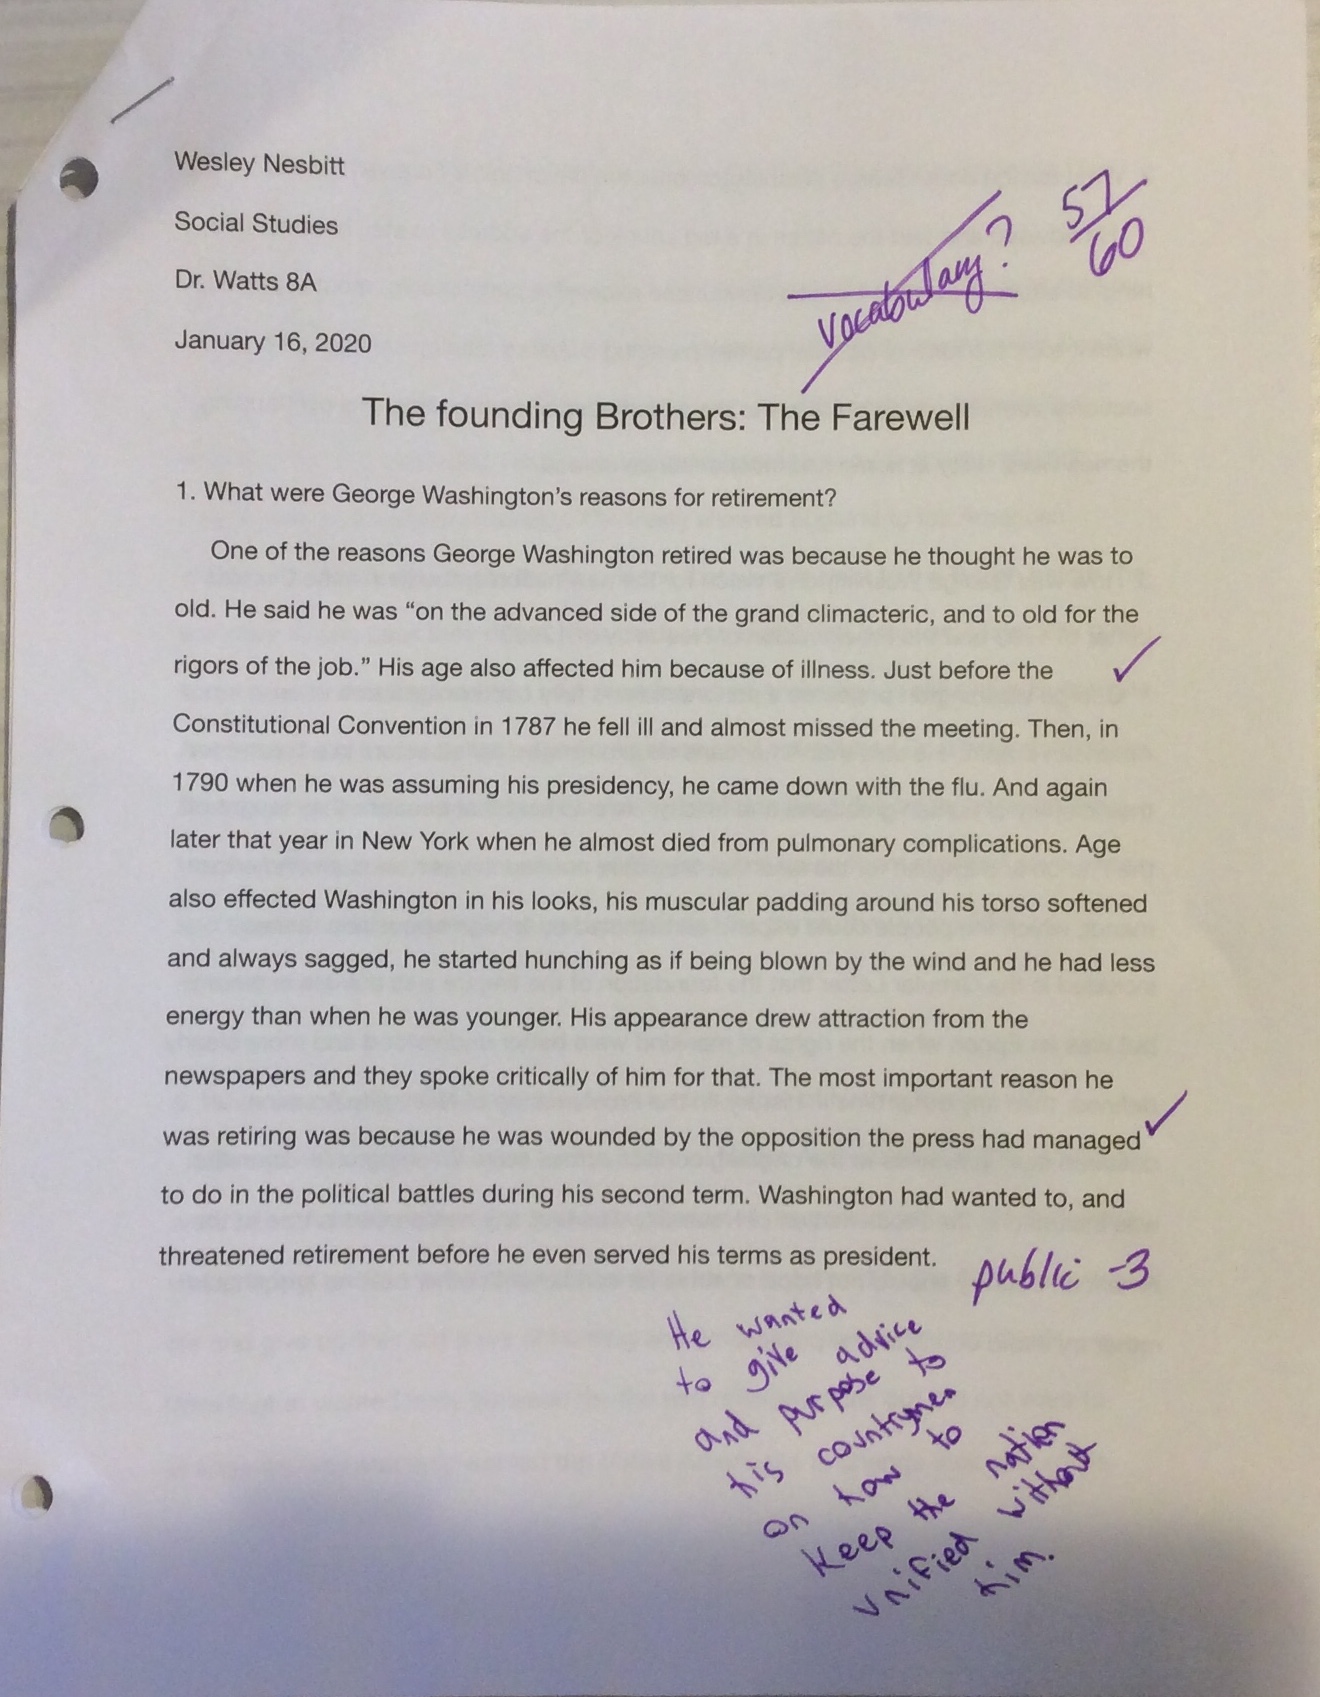 Wesley Nesbitt
Social Studies
Dr. Watts 8A
January 16, 2020
vocabulary?
57/60
The founding Brothers: The Farewell
1. What were George Washington's reasons for retirement?
One of the reasons George Washington retired was because he thought he was to
old. He said he was “on the advanced side of the grand climacteric, and to old for the
rigors of the job.” His age also affected him because of illness. Just before the
Constitutional Convention in 1787 he fell ill and almost missed the meeting. Then, in
1790 when he was assuming his presidency, he came down with the flu. And again
later that year in New York when he almost died from pulmonary complications. Age
also effected Washington in his looks, his muscular padding around his torso softened
and always sagged, he started hunching as if being blown by the wind and he had less
energy than when he was younger. His appearance drew attraction from the
newspapers and they spoke critically of him for that. The most important reason he
was retiring was because he was wounded by the opposition the press had managed
to do in the political battles during his second term. Washington had wanted to, and
threatened retirement before he even served his terms as president.
public -3
He wanted
to give advice
and purpose to
his countrymen
on how to
keep the nation
unified without
him.